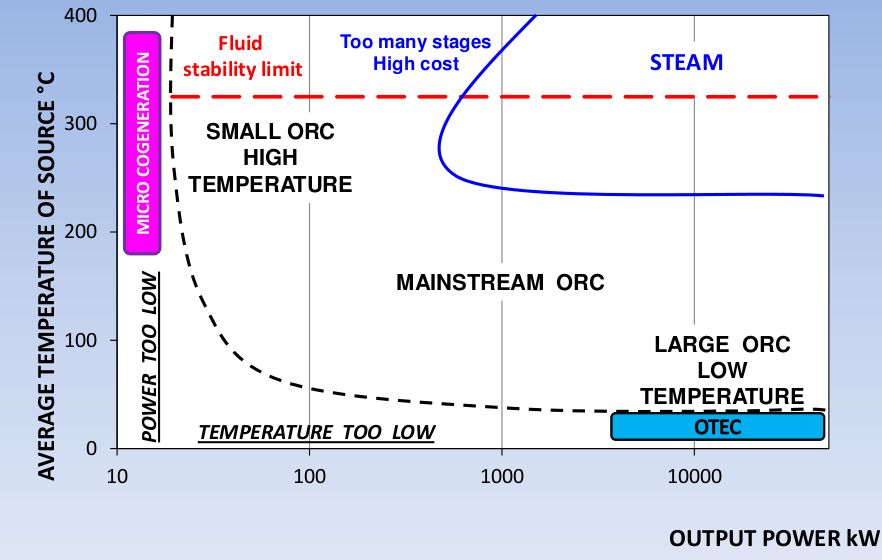 AVERAGE TEMPERATURE OF SOURCE °C
400
300
200
100
0
MICRO COGENERATION
POWER TOO LOW
Fluid
stability limit
Too many stages
High cost
STEAM
SMALL ORC
HIGH
TEMPERATURE
MAINSTREAM ORC
LARGE ORC
LOW
TEMPERATURE
OTEC
TEMPERATURE TOO LOW
10
100
1000
10000
OUTPUT POWER kW